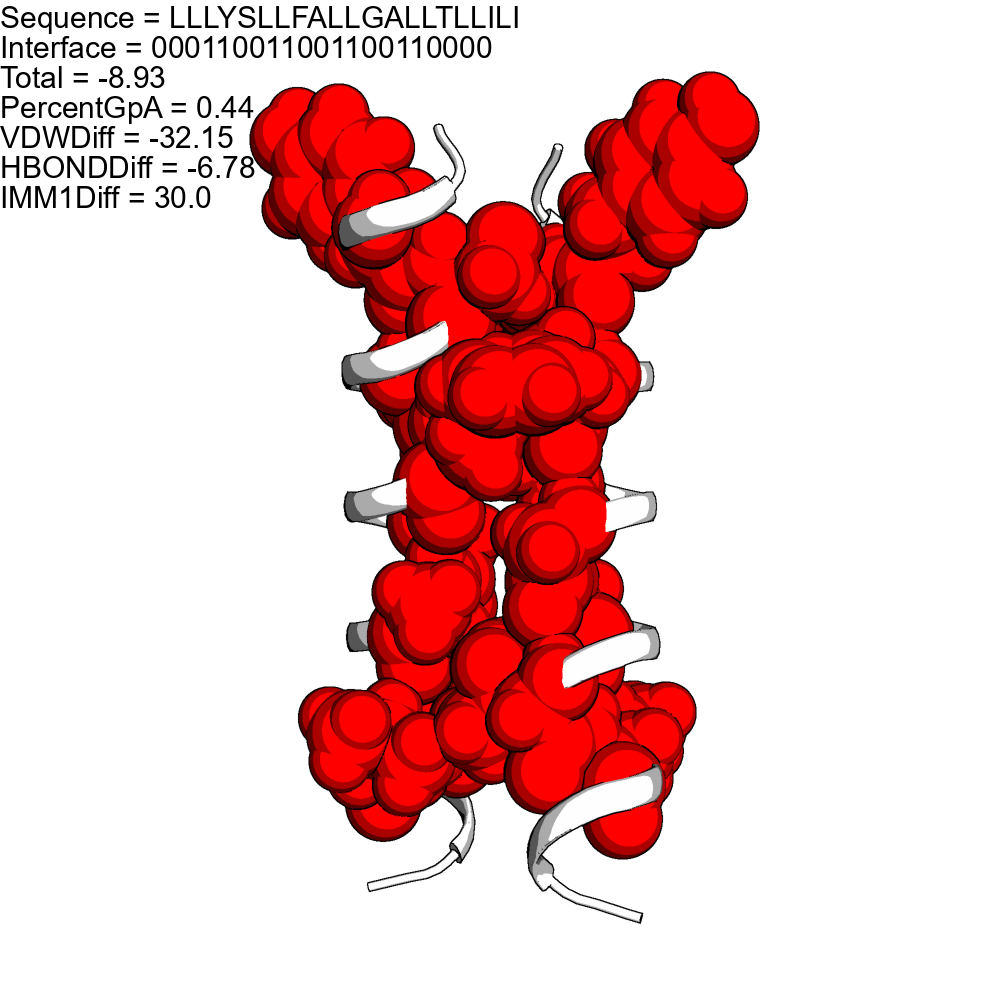 Sequence = LLLYSLLFALLGALLTLLILI
Interface = 000110011001100110000
Total = -8.93
PercentGpA = 0.44
VDWDiff = -32.15
HBONDDiff = -6.78
IMM1Diff = 30.0